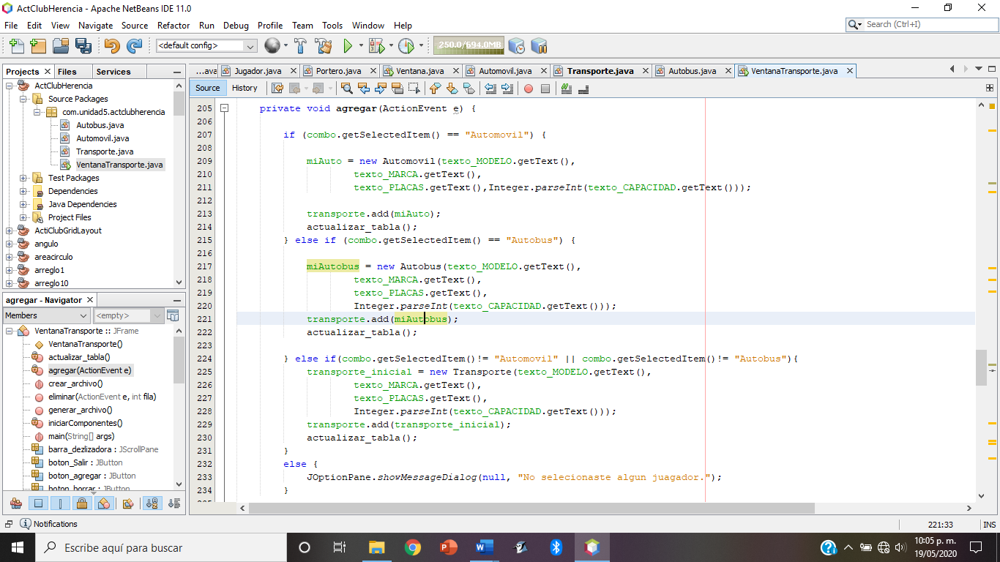 ActClubHerencia - Apache NetBeans IDE 11.0
File Edit View Navigate Source Refactor Run Debug Profile Team Tools Window Help
Search (Ctrl+I)
<default config>
250.0/694.0MB
Projects Files Services
...ava Jugador.java Portero.java Ventana.java Automovil.java Transporte.java Autobus.java VentanaTransporte.java
Source History
ActClubHerencia
Source Packages
com.unidad5.actclubherencia
Autobus.java
Automovil.java
Transporte.java
VentanaTransporte.java
Test Packages
Dependencies
Java Dependencies
Project Files
ActiClubGridLayout
angulo
areacirculo
arreglo1
arreglo10
agregar - Navigator
Members <empty>
VentanaTransporte :: JFrame
VentanaTransporte()
actualizar_tabla()
agregar(ActionEvent e)
crear_archivo()
eliminar(ActionEvent e, int fila)
generar_archivo()
iniciarComponentes()
main(String[] args)
barra_dezlizadora : JScrollPane
boton_Salir : JButton
boton_agregar : JButton
boton_borrar : JButton
205 private void agregar(ActionEvent e) {
206
207 if (combo.getSelectedItem() == "Automovil") {
208
209 miAuto = new Automovil(texto_MODELO.getText(),
210 texto_MARCA.getText(),
211 texto_PLACAS.getText(),Integer.parseInt(texto_CAPACIDAD.getText()));
212
213 transporte.add(miAuto);
214 actualizar_tabla();
215 } else if (combo.getSelectedItem() == "Autobus") {
216
217 miAutobus = new Autobus(texto_MODELO.getText(),
218 texto_MARCA.getText(),
219 texto_PLACAS.getText(),
220 Integer.parseInt(texto_CAPACIDAD.getText()));
221 transporte.add(miAutobus);
222 actualizar_tabla();
223
224 } else if(combo.getSelectedItem()!= "Automovil" || combo.getSelectedItem()!= "Autobus"){
225 transporte_inicial = new Transporte(texto_MODELO.getText(),
226 texto_MARCA.getText(),
227 texto_PLACAS.getText(),
228 Integer.parseInt(texto_CAPACIDAD.getText()));
229 transporte.add(transporte_inicial);
230 actualizar_tabla();
231 }
232 else {
233 JOptionPane.showMessageDialog(null, "No selecionaste algun juagador.");
234 }
Notifications
221:33 INS
Escribe aquí para buscar
10:05 p. m.
19/05/2020